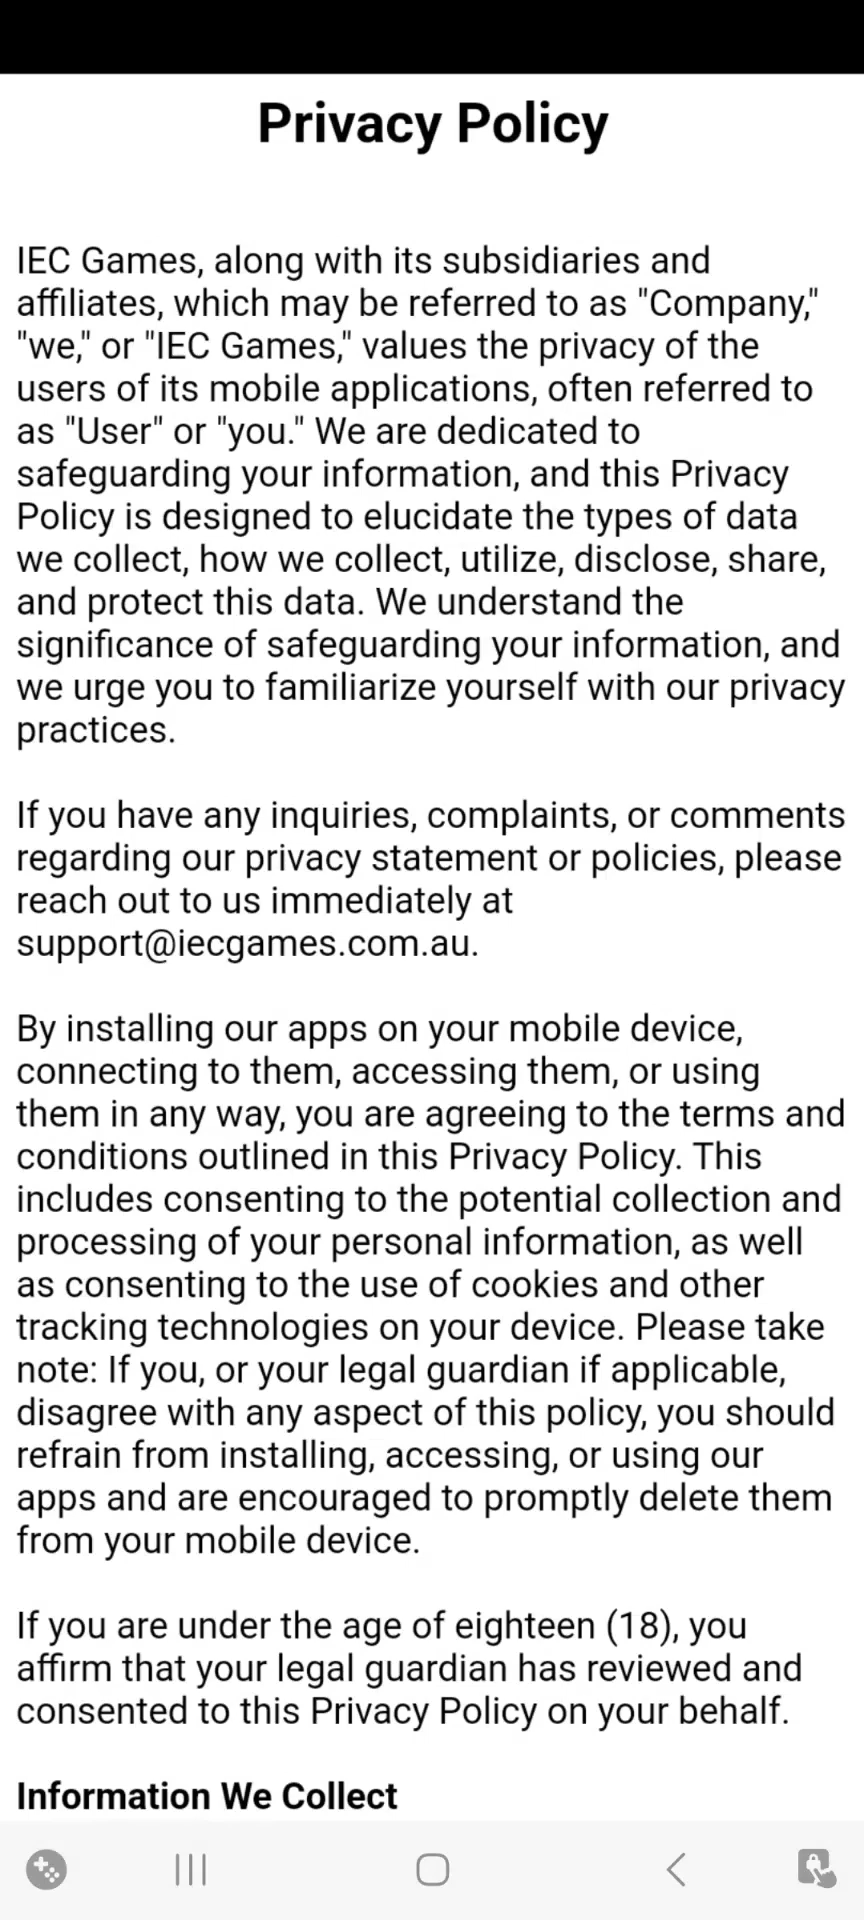 Privacy Policy
IEC Games, along with its subsidiaries and
affiliates, which may be referred to as "Company,"
"we," or "IEC Games," values the privacy of the
users of its mobile applications, often referred to
as "User" or "you." We are dedicated to
safeguarding your information, and this Privacy
Policy is designed to elucidate the types of data
we collect, how we collect, utilize, disclose, share,
and protect this data. We understand the
significance of safeguarding your information, and
we urge you to familiarize yourself with our privacy
practices.
If you have any inquiries, complaints, or comments
regarding our privacy statement or policies, please
reach out to us immediately at
support@iecgames.com.au.
By installing our apps on your mobile device,
connecting to them, accessing them, or using
them in any way, you are agreeing to the terms and
conditions outlined in this Privacy Policy. This
includes consenting to the potential collection and
processing of your personal information, as well
as consenting to the use of cookies and other
tracking technologies on your device. Please take
note: If you, or your legal guardian if applicable,
disagree with any aspect of this policy, you should
refrain from installing, accessing, or using our
apps and are encouraged to promptly delete them
from your mobile device.
If you are under the age of eighteen (18), you
affirm that your legal guardian has reviewed and
consented to this Privacy Policy on your behalf.
Information We Collect